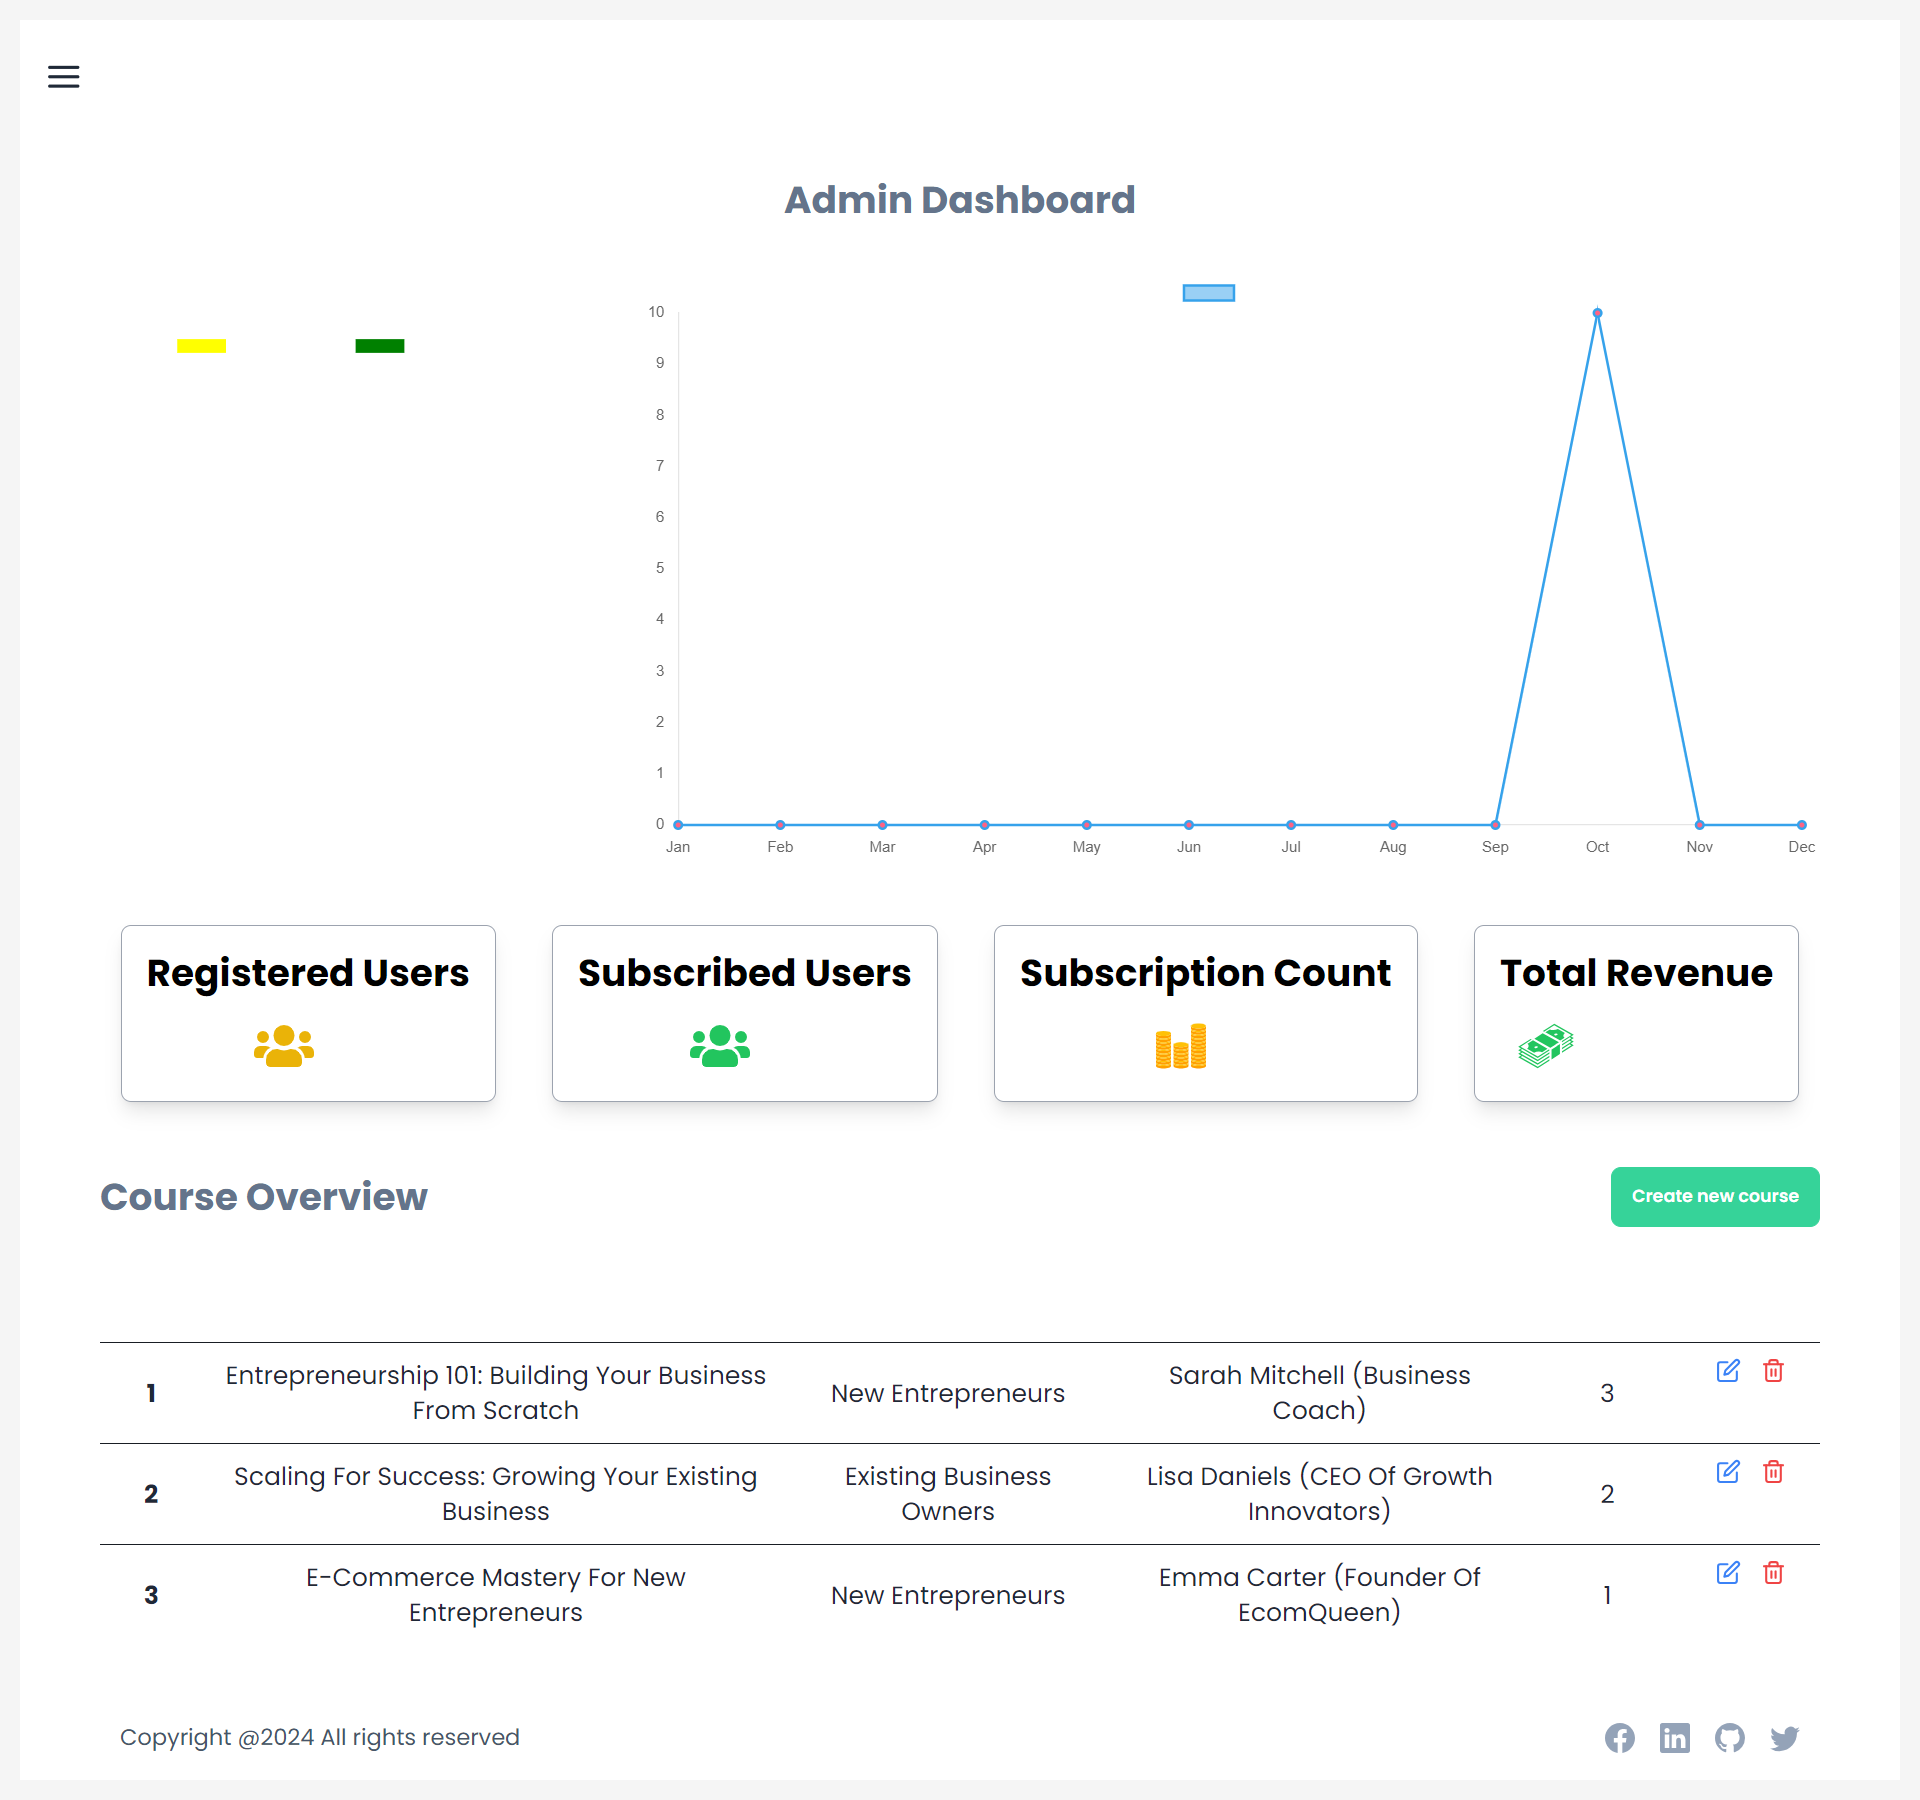 Admin Dashboard
10
9
8
7
6
5
4
3
2
1
0
Jan Feb Mar Apr May Jun Jul Aug Sep Oct Nov Dec
Registered Users
Subscribed Users
Subscription Count
Total Revenue
Course Overview
Create new course
1
Entrepreneurship 101: Building Your Business
From Scratch
New Entrepreneurs
Sarah Mitchell (Business
Coach)
3
2
Scaling For Success: Growing Your Existing
Business
Existing Business
Owners
Lisa Daniels (CEO Of Growth
Innovators)
2
3
E-Commerce Mastery For New
Entrepreneurs
New Entrepreneurs
Emma Carter (Founder Of
EcomQueen)
1
Copyright @2024 All rights reserved